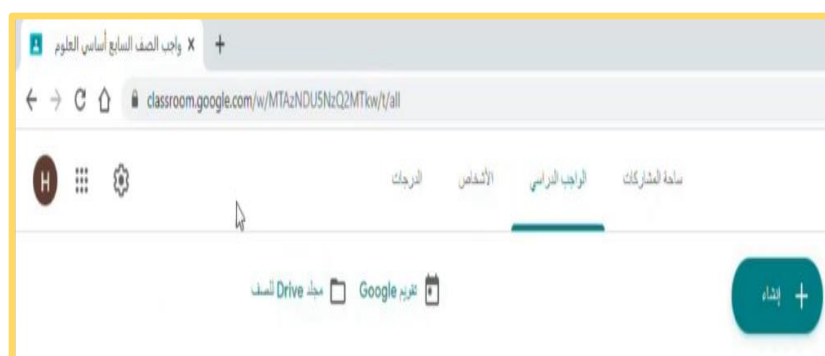 واجب الصف السابع أساسي العلوم
classroom.google.com/w/MTAzNDU5NzQ2MTkw/t/all
ساحة المشاركات الواجب الدراسي الأشخاص الدرجات
H
إنشاء
تقويم Google مجلد Drive للصف